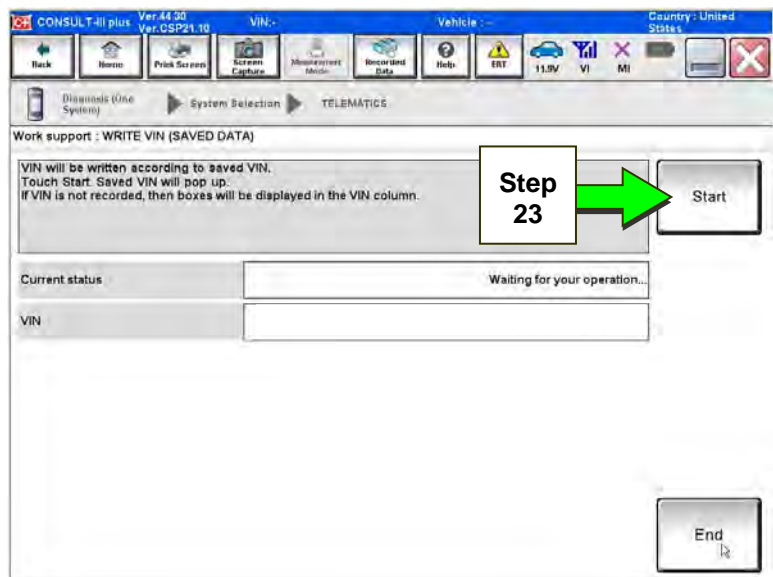 CONSULT-III plus Ver.44.30 VIN:- Vehicle : - Country : United
Ver.CSP21.10 States
Back Home Print Screen Screen Capture Measurement Mode Recorded Data Help ERT 11.9V VI MI
Diagnosis (One System) System Selection TELEMATICS
Work support : WRITE VIN (SAVED DATA)
VIN will be written according to saved VIN.
Touch Start. Saved VIN will pop up.
If VIN is not recorded, then boxes will be displayed in the VIN column.
Step
23
Start
Current status Waiting for your operation...
VIN
End